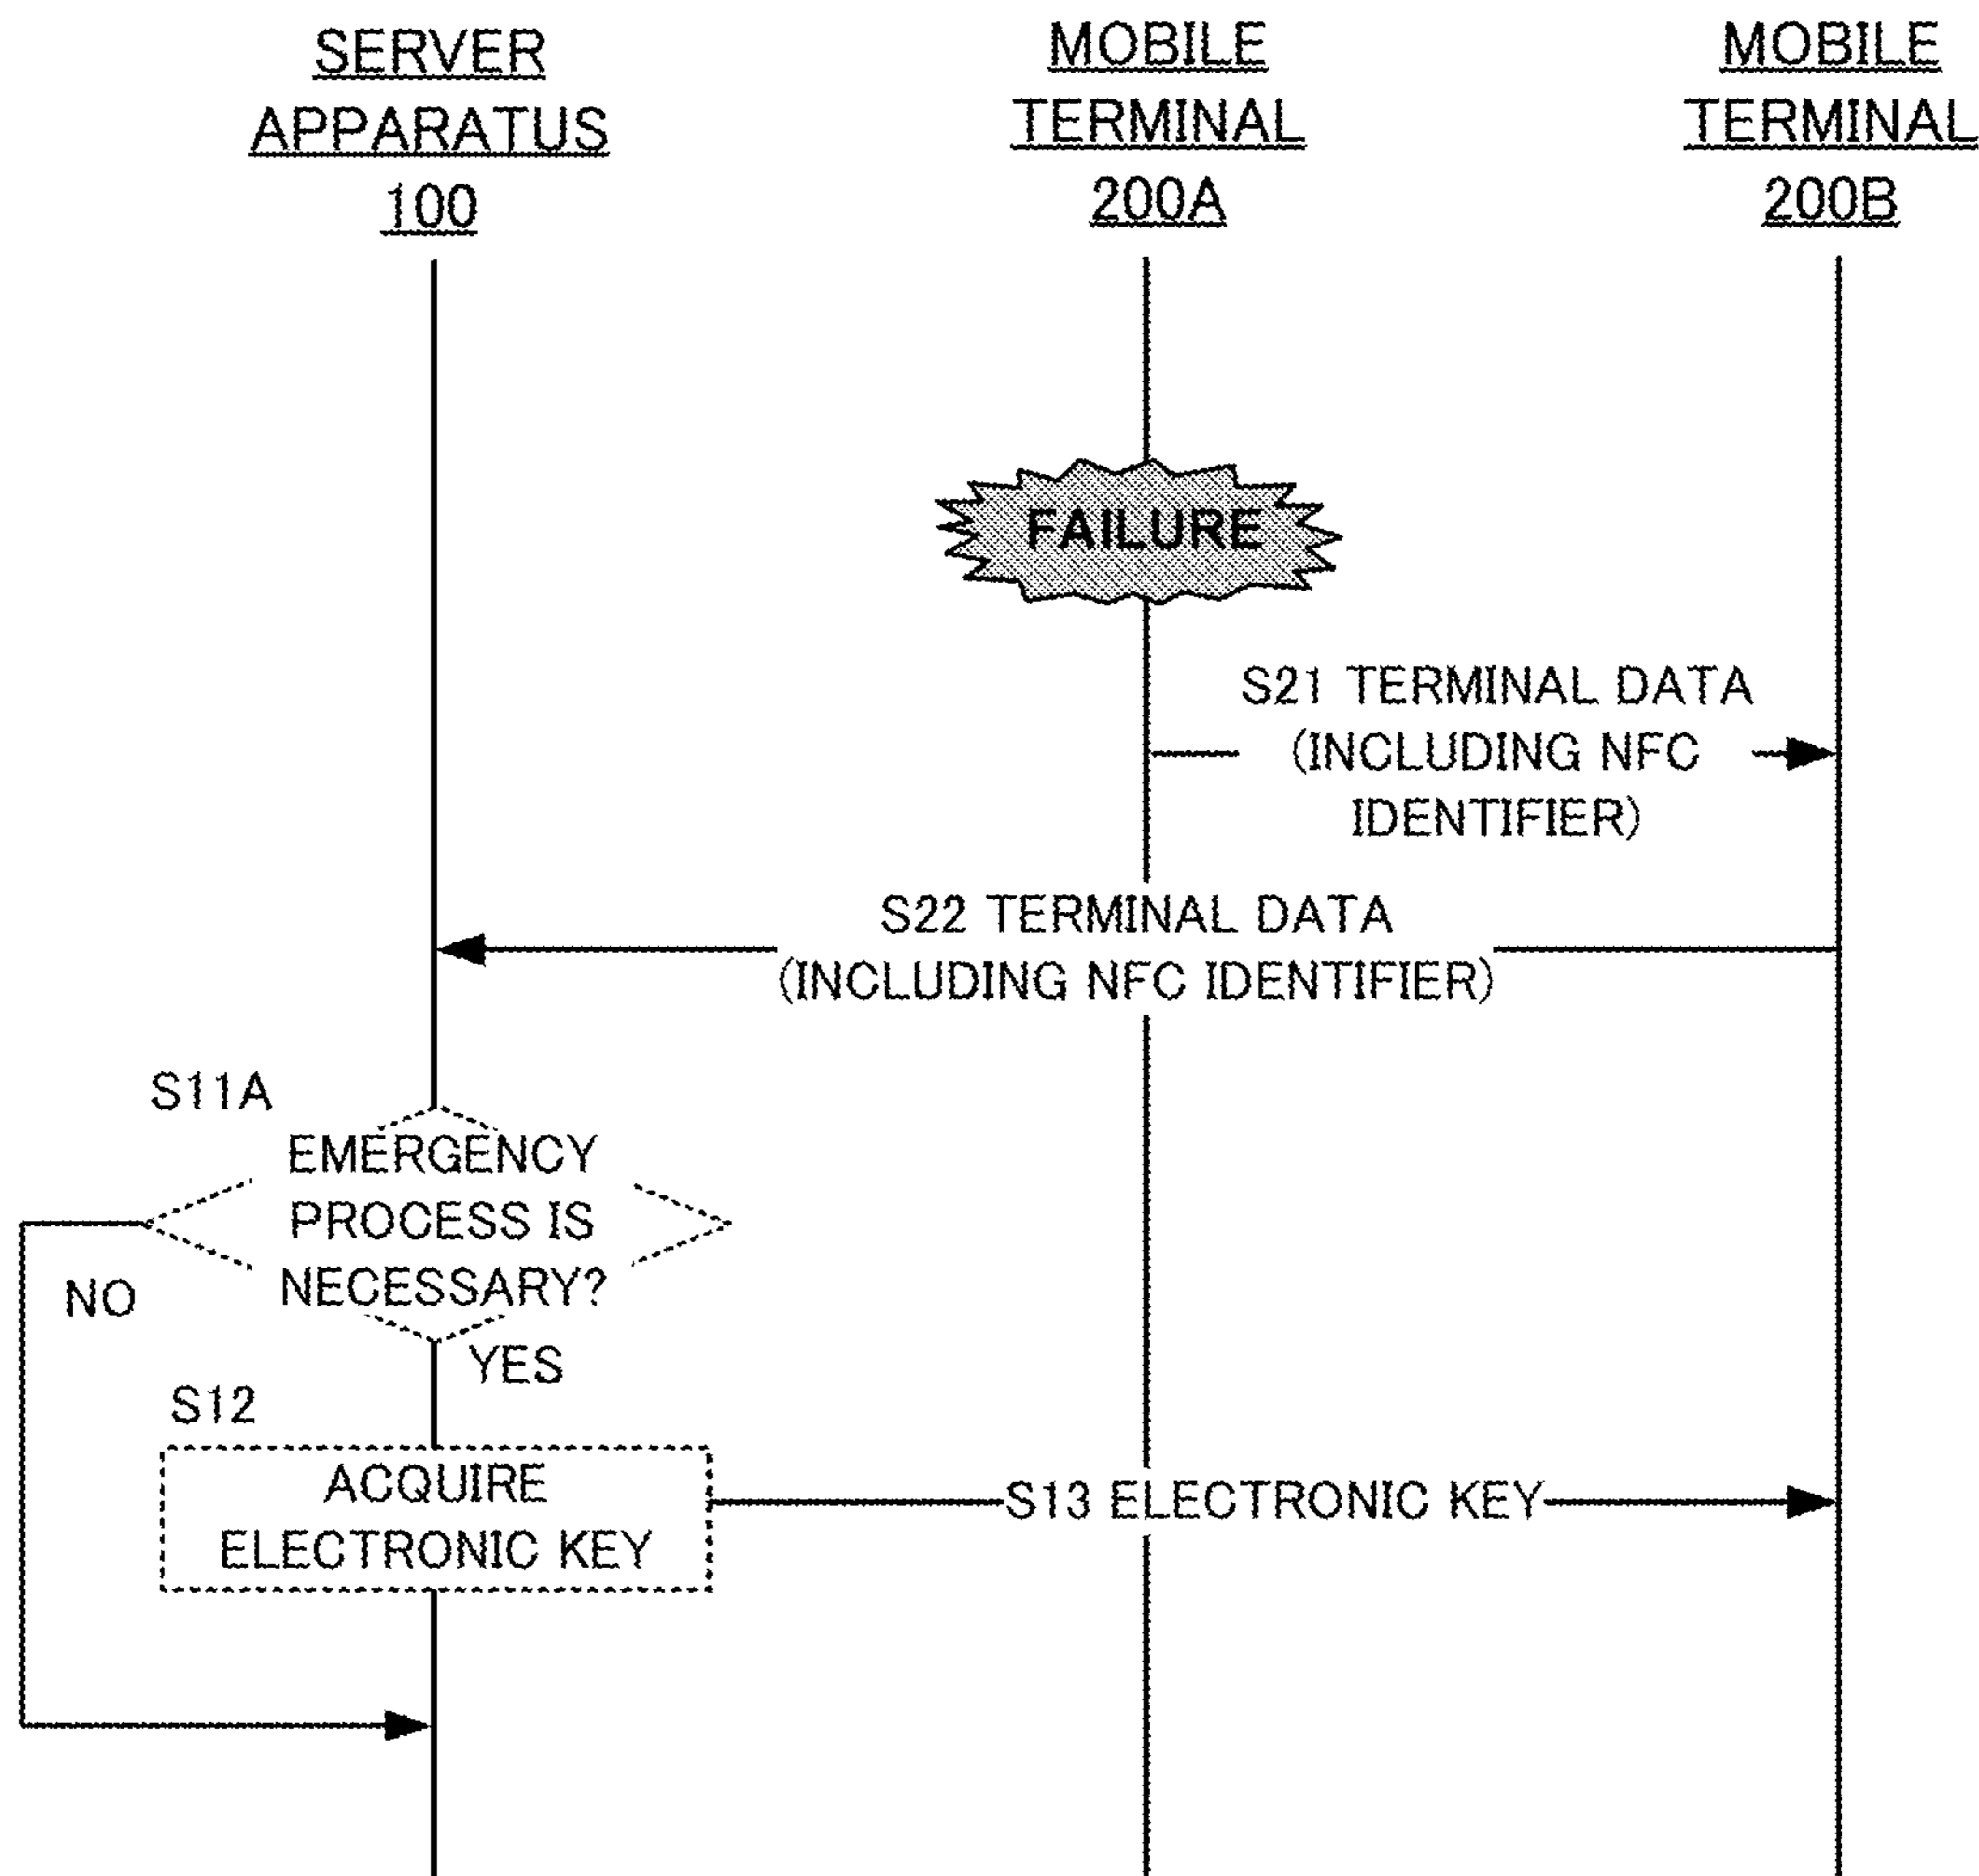 SERVER
APPARATUS
100
MOBILE
TERMINAL
200A
MOBILE
TERMINAL
200B
FAILURE
S21 TERMINAL DATA
(INCLUDING NFC
IDENTIFIER)
S22 TERMINAL DATA
(INCLUDING NFC IDENTIFIER)
S11A
EMERGENCY
PROCESS IS
NECESSARY?
NO
YES
S12
ACQUIRE
ELECTRONIC KEY
S13 ELECTRONIC KEY